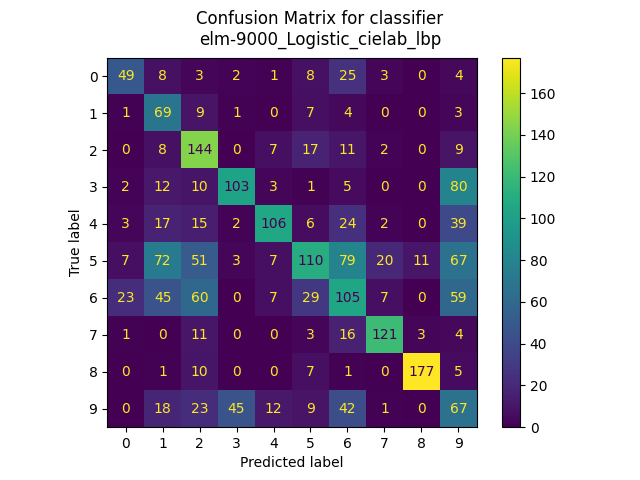 Confusion Matrix for classifier
elm-9000_Logistic_cielab_lbp
0 49 8 3 2 1 8 25 3 0 4
1 1 69 9 1 0 7 4 0 0 3
2 0 8 144 0 7 17 11 2 0 9
3 2 12 10 103 3 1 5 0 0 80
4 3 17 15 2 106 6 24 2 0 39
5 7 72 51 3 7 110 79 20 11 67
6 23 45 60 0 7 29 105 7 0 59
7 1 0 11 0 0 3 16 121 3 4
8 0 1 10 0 0 7 1 0 177 5
9 0 18 23 45 12 9 42 1 0 67
0 1 2 3 4 5 6 7 8 9
Predicted label
True label
160
140
120
100
80
60
40
20
0